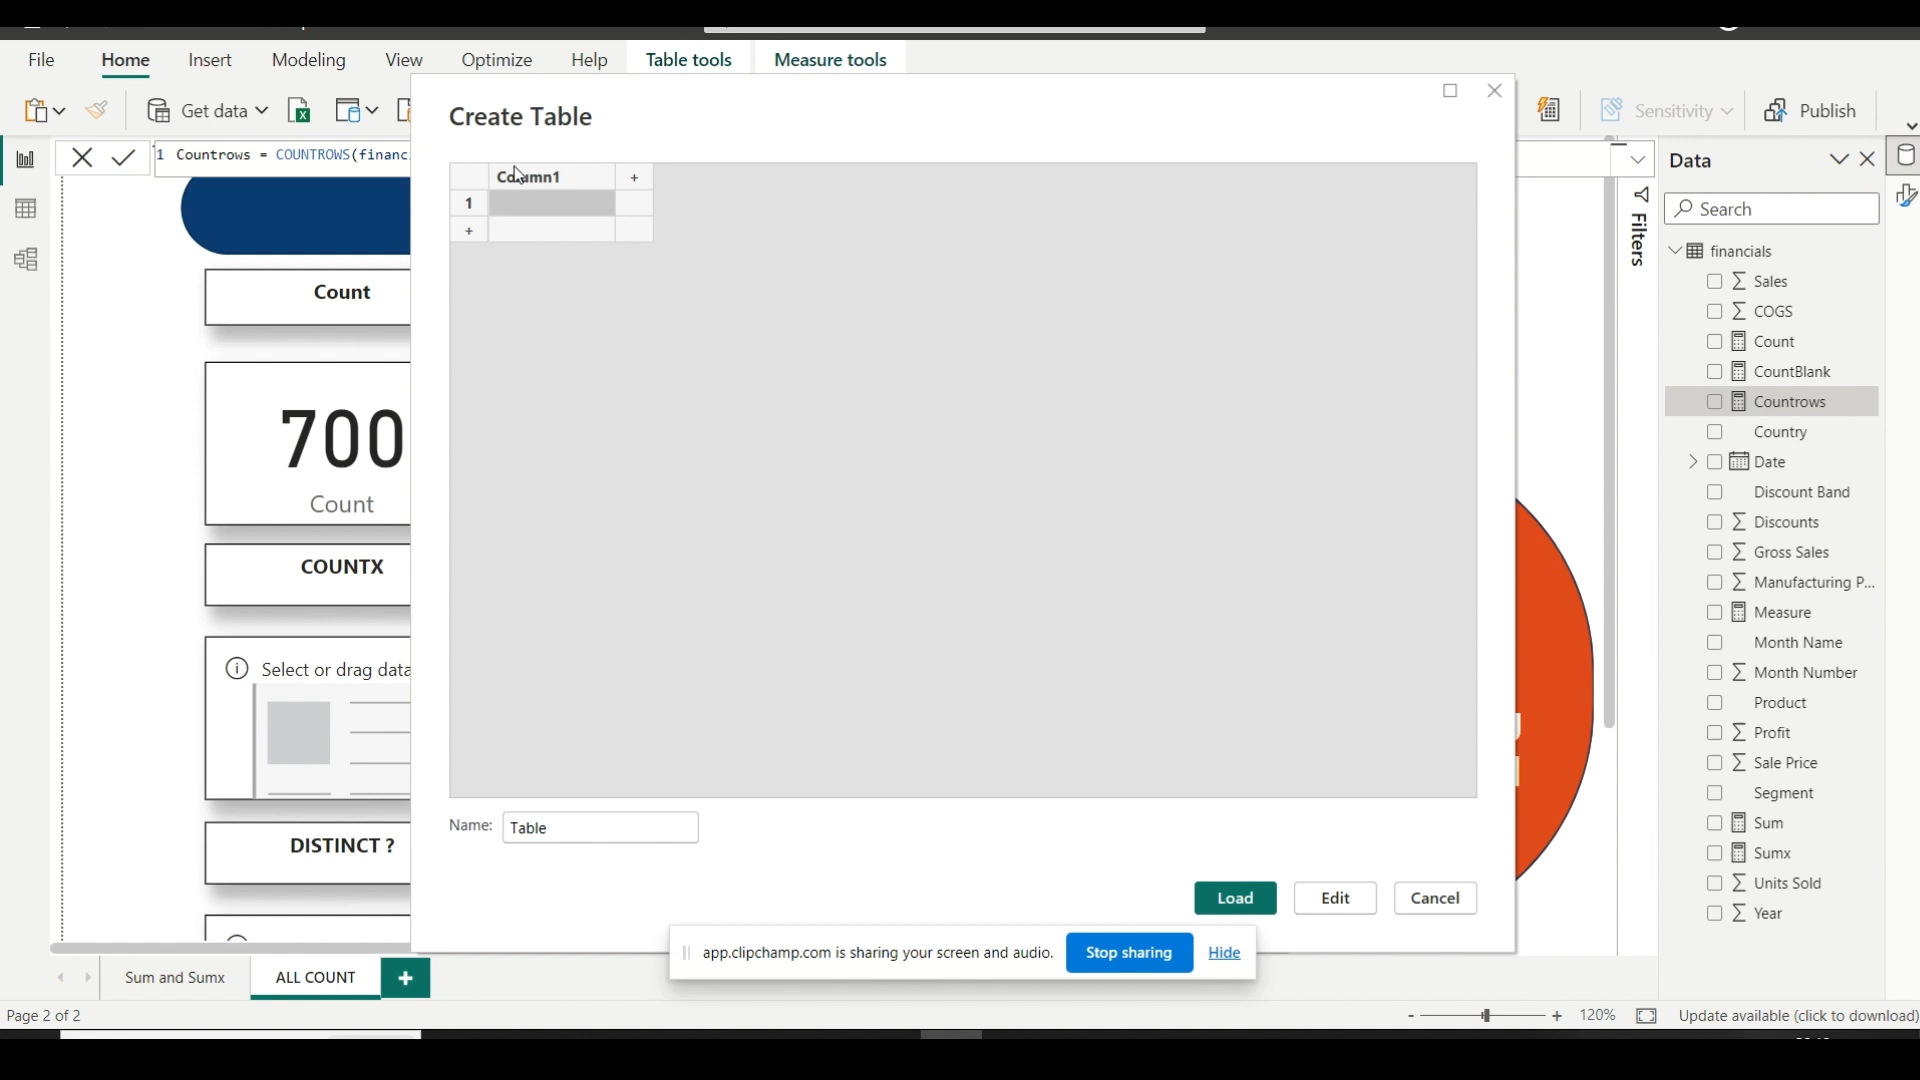 File Home Insert Modeling View Optimize Help Table tools Measure tools
Get data Sensitivity Publish
Create Table
1 Countrows = COUNTROWS(financ
Column1 +
1
+
Count
700
Count
COUNTX
Select or drag data
DISTINCT ?
Name: Table
Load Edit Cancel
app.clipchamp.com is sharing your screen and audio. Stop sharing Hide
Filters
Data
Search
financials
Sales
COGS
Count
CountBlank
Countrows
Country
Date
Discount Band
Discounts
Gross Sales
Manufacturing P...
Measure
Month Name
Month Number
Product
Profit
Sale Price
Segment
Sum
Sumx
Units Sold
Year
Sum and Sumx ALL COUNT +
Page 2 of 2 - + 120% Update available (click to download)